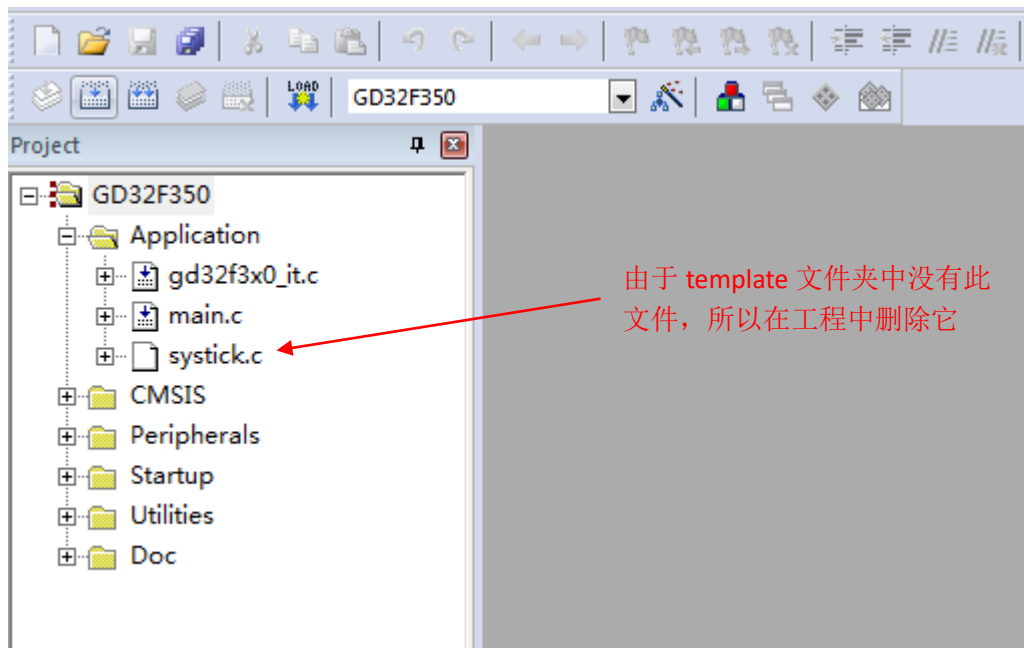 LOAD
GD32F350
Project
GD32F350
Application
gd32f3x0_it.c
main.c
systick.c
CMSIS
Peripherals
Startup
Utilities
Doc
由于 template 文件夹中没有此
文件，所以在工程中删除它